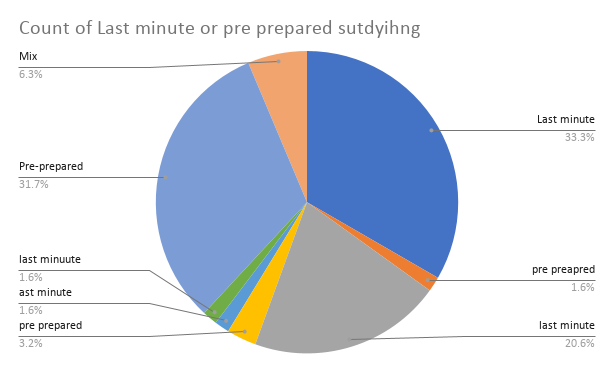 Count of Last minute or pre prepared sutdyihng
Mix
6.3%
Last minute
33.3%
Pre-prepared
31.7%
last minuute
1.6%
pre preapred
1.6%
ast minute
1.6%
pre prepared
3.2%
last minute
20.6%